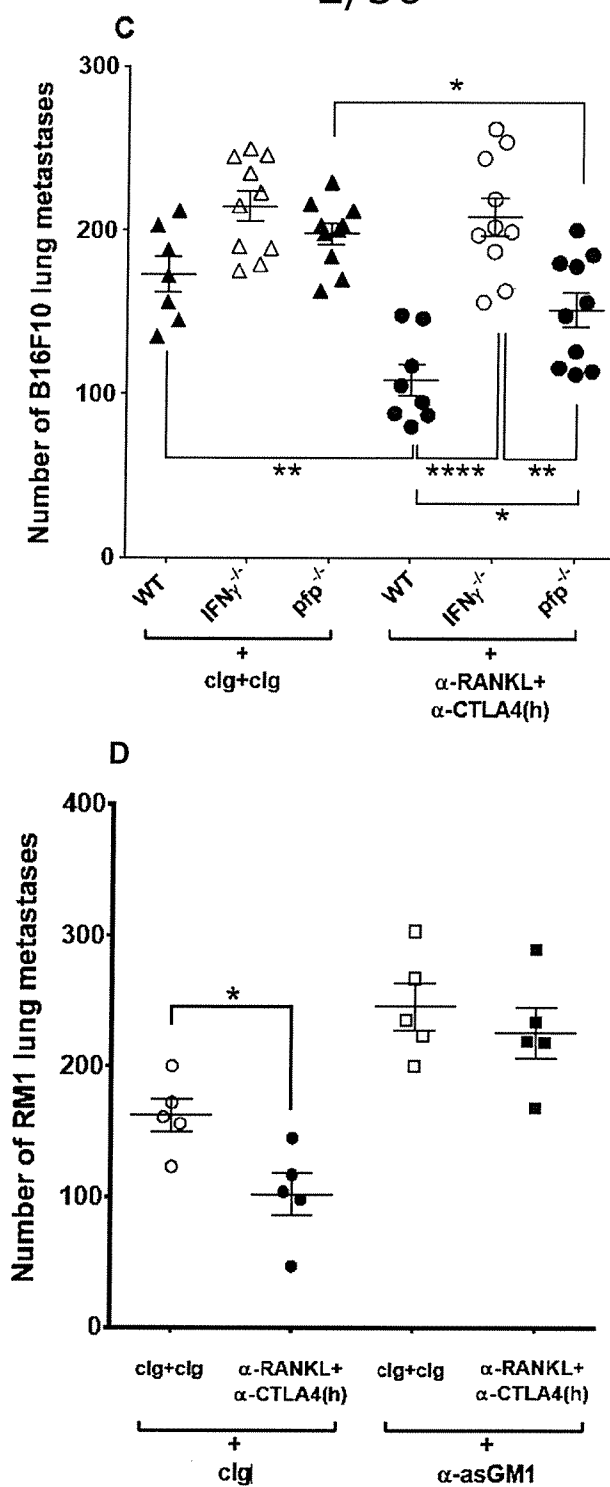 C
Number of B16F10 lung metastases
300
200
100
0
*
**
****
**
*
WT
IFNγ-/-
pfp-/-
WT
IFNγ-/-
pfp-/-
+
cIg+cIg
+
α-RANKL+
α-CTLA4(h)
D
Number of RM1 lung metastases
400
300
200
100
0
*
cIg+cIg
α-RANKL+
α-CTLA4(h)
cIg+cIg
α-RANKL+
α-CTLA4(h)
+
cIg
+
α-asGM1